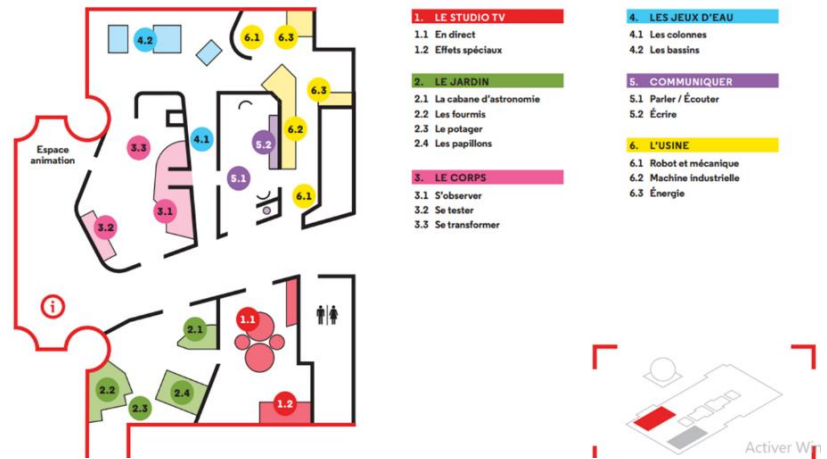 4.2
6.1
6.3
6.3
Espace
animation
3.3
4.1
5.2
6.2
5.1
3.1
6.1
3.2
i
2.1
1.1
2.2
2.4
2.3
1.2
1. LE STUDIO TV
1.1 En direct
1.2 Effets spéciaux
2. LE JARDIN
2.1 La cabane d'astronomie
2.2 Les fourmis
2.3 Le potager
2.4 Les papillons
3. LE CORPS
3.1 S'observer
3.2 Se tester
3.3 Se transformer
4. LES JEUX D'EAU
4.1 Les colonnes
4.2 Les bassins
5. COMMUNIQUER
5.1 Parler / Écouter
5.2 Écrire
6. L'USINE
6.1 Robot et mécanique
6.2 Machine industrielle
6.3 Énergie
Activer Win